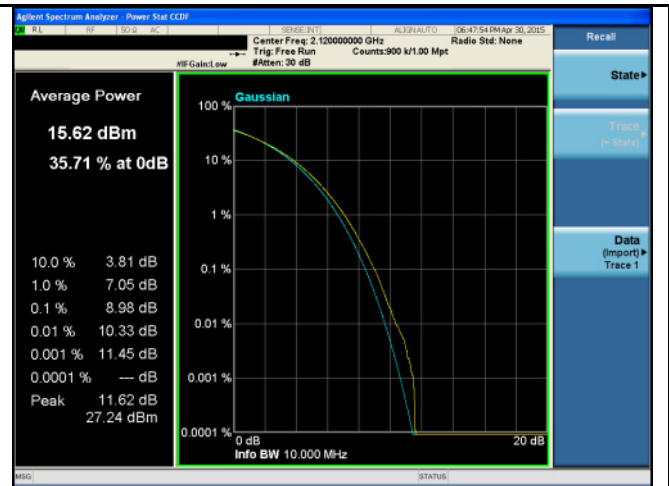 Agilent Spectrum Analyzer - Power Stat CCDF
RL RF 50 Ω AC SENSE:INT ALIGN AUTO 06:47:54 PM Apr 30, 2015
Center Freq: 2.120000000 GHz Radio Std: None
Trig: Free Run Counts:900 k/1.00 Mpt
#IFGain:Low #Atten: 30 dB
Recall
State
Trace
(+ State)
Data
(Import)
Trace 1
Average Power
15.62 dBm
35.71 % at 0dB
10.0 % 3.81 dB
1.0 % 7.05 dB
0.1 % 8.98 dB
0.01 % 10.33 dB
0.001 % 11.45 dB
0.0001 % --- dB
Peak 11.62 dB
27.24 dBm
Gaussian
100 %
10 %
1 %
0.1 %
0.01 %
0.001 %
0.0001 %
0 dB 20 dB
Info BW 10.000 MHz
MSG STATUS